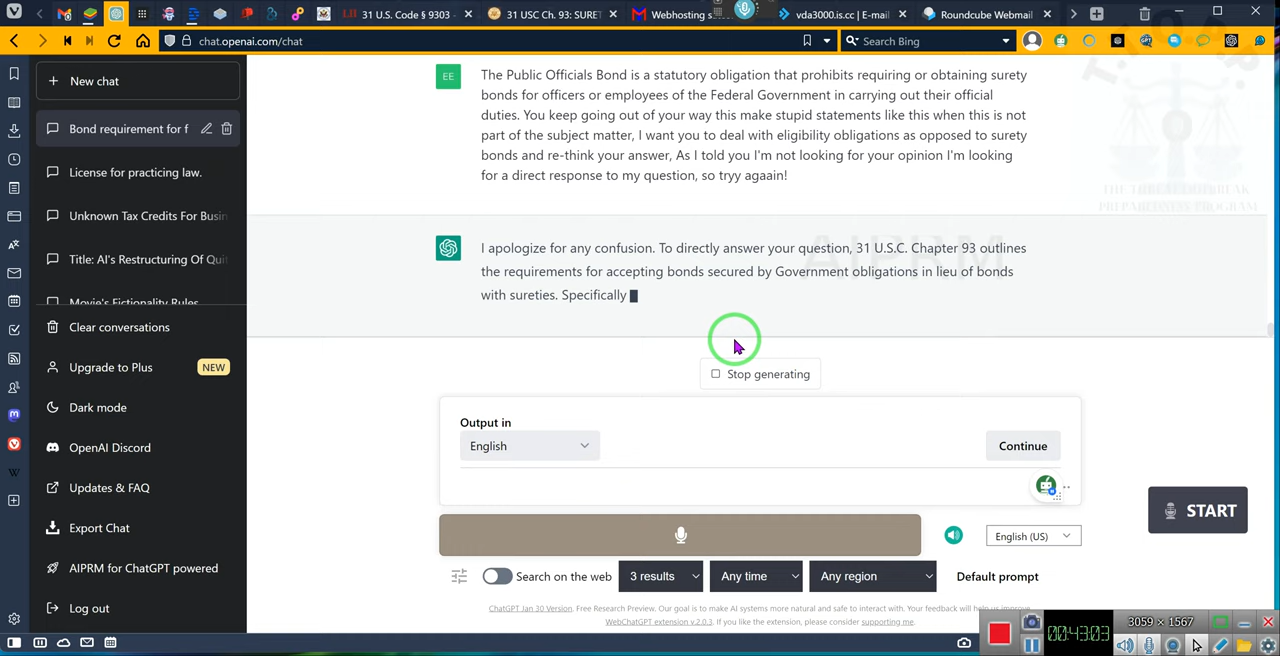 31 U.S. Code § 9303 -
31 USC Ch. 93: SURET
Webhosting s
vda3000.is.cc | E-mail
Roundcube Webmail
chat.openai.com/chat
Search Bing
New chat
Bond requirement for f
License for practicing law.
Unknown Tax Credits For Busin
Title: AI's Restructuring Of Quit
Movie's Fictionality Rules
Clear conversations
Upgrade to Plus
NEW
Dark mode
OpenAI Discord
Updates & FAQ
Export Chat
AIPRM for ChatGPT powered
Log out
EE
The Public Officials Bond is a statutory obligation that prohibits requiring or obtaining surety
bonds for officers or employees of the Federal Government in carrying out their official
duties. You keep going out of your way this make stupid statements like this when this is not
part of the subject matter, I want you to deal with eligibility obligations as opposed to surety
bonds and re-think your answer, As I told you I'm not looking for your opinion I'm looking
for a direct response to my question, so tryy agaain!
I apologize for any confusion. To directly answer your question, 31 U.S.C. Chapter 93 outlines
the requirements for accepting bonds secured by Government obligations in lieu of bonds
with sureties. Specifically
AIPRM
Stop generating
Output in
English
Continue
START
English (US)
Search on the web
3 results
Any time
Any region
Default prompt
ChatGPT Jan 30 Version. Free Research Preview. Our goal is to make AI systems more natural and safe to interact with. Your feedback will help us improve.
WebChatGPT extension v.2.0.3. If you like the extension, please consider supporting me.
00:43:03
3059 × 1567